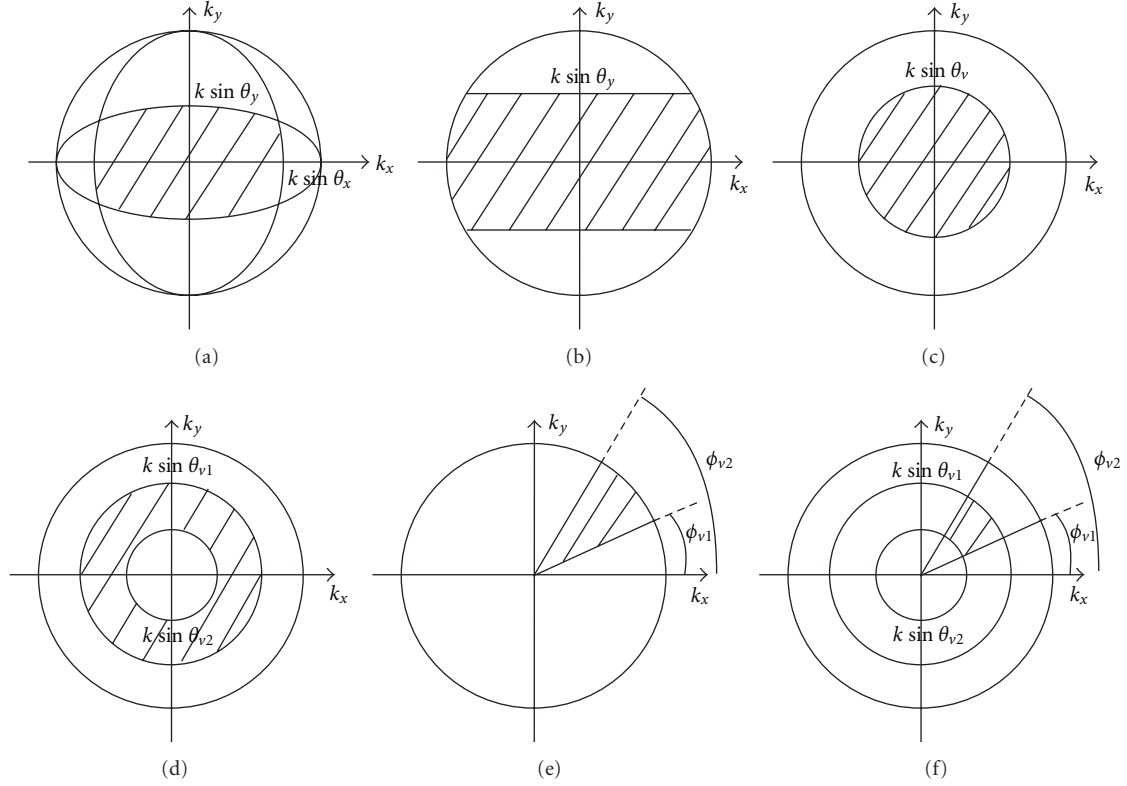 k_y
k sin θ_y
k_x
k sin θ_x
(a)
k_y
k sin θ_y
k_x
(b)
k_y
k sin θ_v
k_x
(c)
k_y
k sin θ_v1
k_x
k sin θ_v2
(d)
k_y
ϕ_v2
ϕ_v1
k_x
(e)
k_y
ϕ_v2
k sin θ_v1
ϕ_v1
k_x
k sin θ_v2
(f)